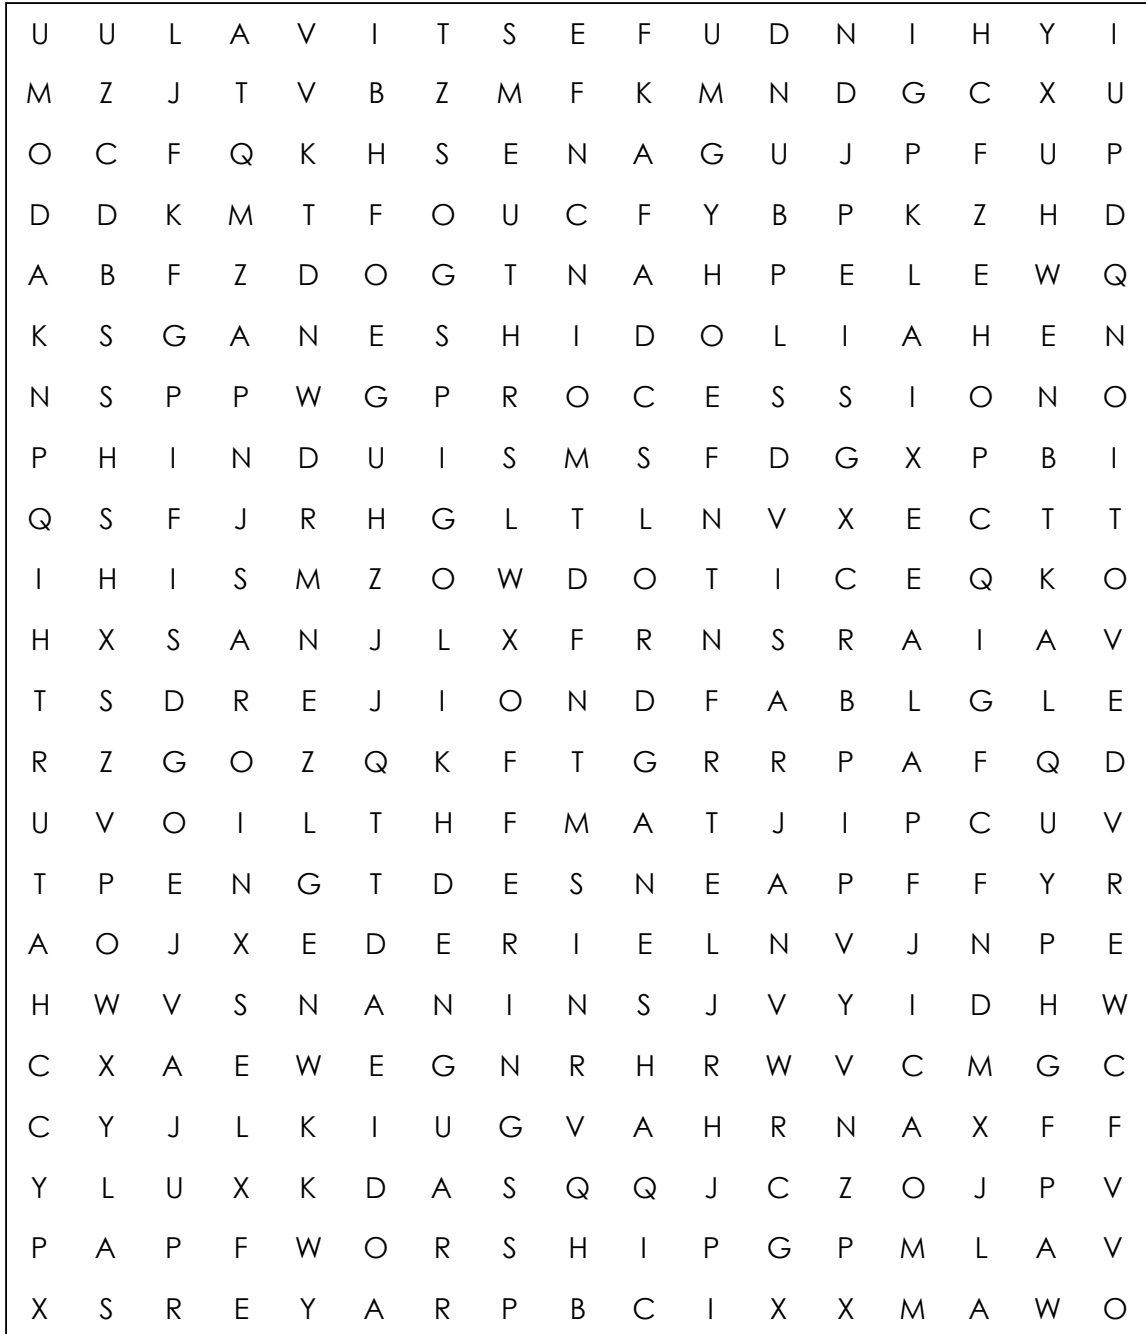 U U L A V I T S E F U D N I H Y I
M Z J T V B Z M F K M N D G C X U
O C F Q K H S E N A G U J P F U P
D D K M T F O U C F Y B P K Z H D
A B F Z D O G T N A H P E L E W Q
K S G A N E S H I D O L I A H E N
N S P P W G P R O C E S S I O N O
P H I N D U I S M S F D G X P B I
Q S F J R H G L T L N V X E C T T
I H I S M Z O W D O T I C E Q K O
H X S A N J L X F R N S R A I A V
T S D R E J I O N D F A B L G L E
R Z G O Z Q K F T G R R P A F Q D
U V O I L T H F M A T J I P C U V
T P E N G T D E S N E A P F F Y R
A O J X E D E R I E L N V J N P E
H W V S N A N I N S J V Y I D H W
C X A E W E G N R H R W V C M G C
C Y J L K I U G V A H R N A X F F
Y L U X K D A S Q Q J C Z O J P V
P A P F W O R S H I P G P M L A V
X S R E Y A R P B C I X X M A W O